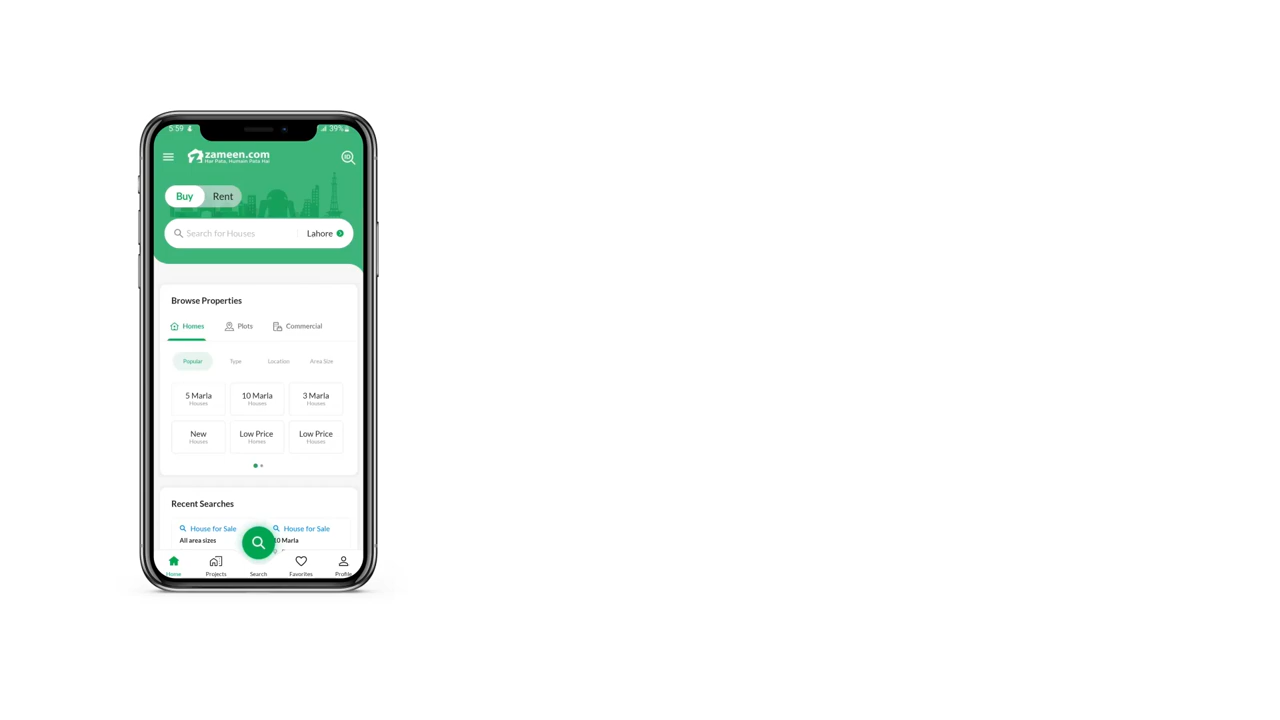 5:59
39%
zameen.com
Har Pata, Humein Pata Hai
ID
Buy Rent
Search for Houses Lahore
Browse Properties
Homes Plots Commercial
Popular Type Location Area Size
5 Marla 10 Marla 3 Marla
Houses Houses Houses
New Low Price Low Price
Houses Homes Houses
Recent Searches
House for Sale House for Sale
All area sizes 10 Marla
Home Projects Search Favorites Profile